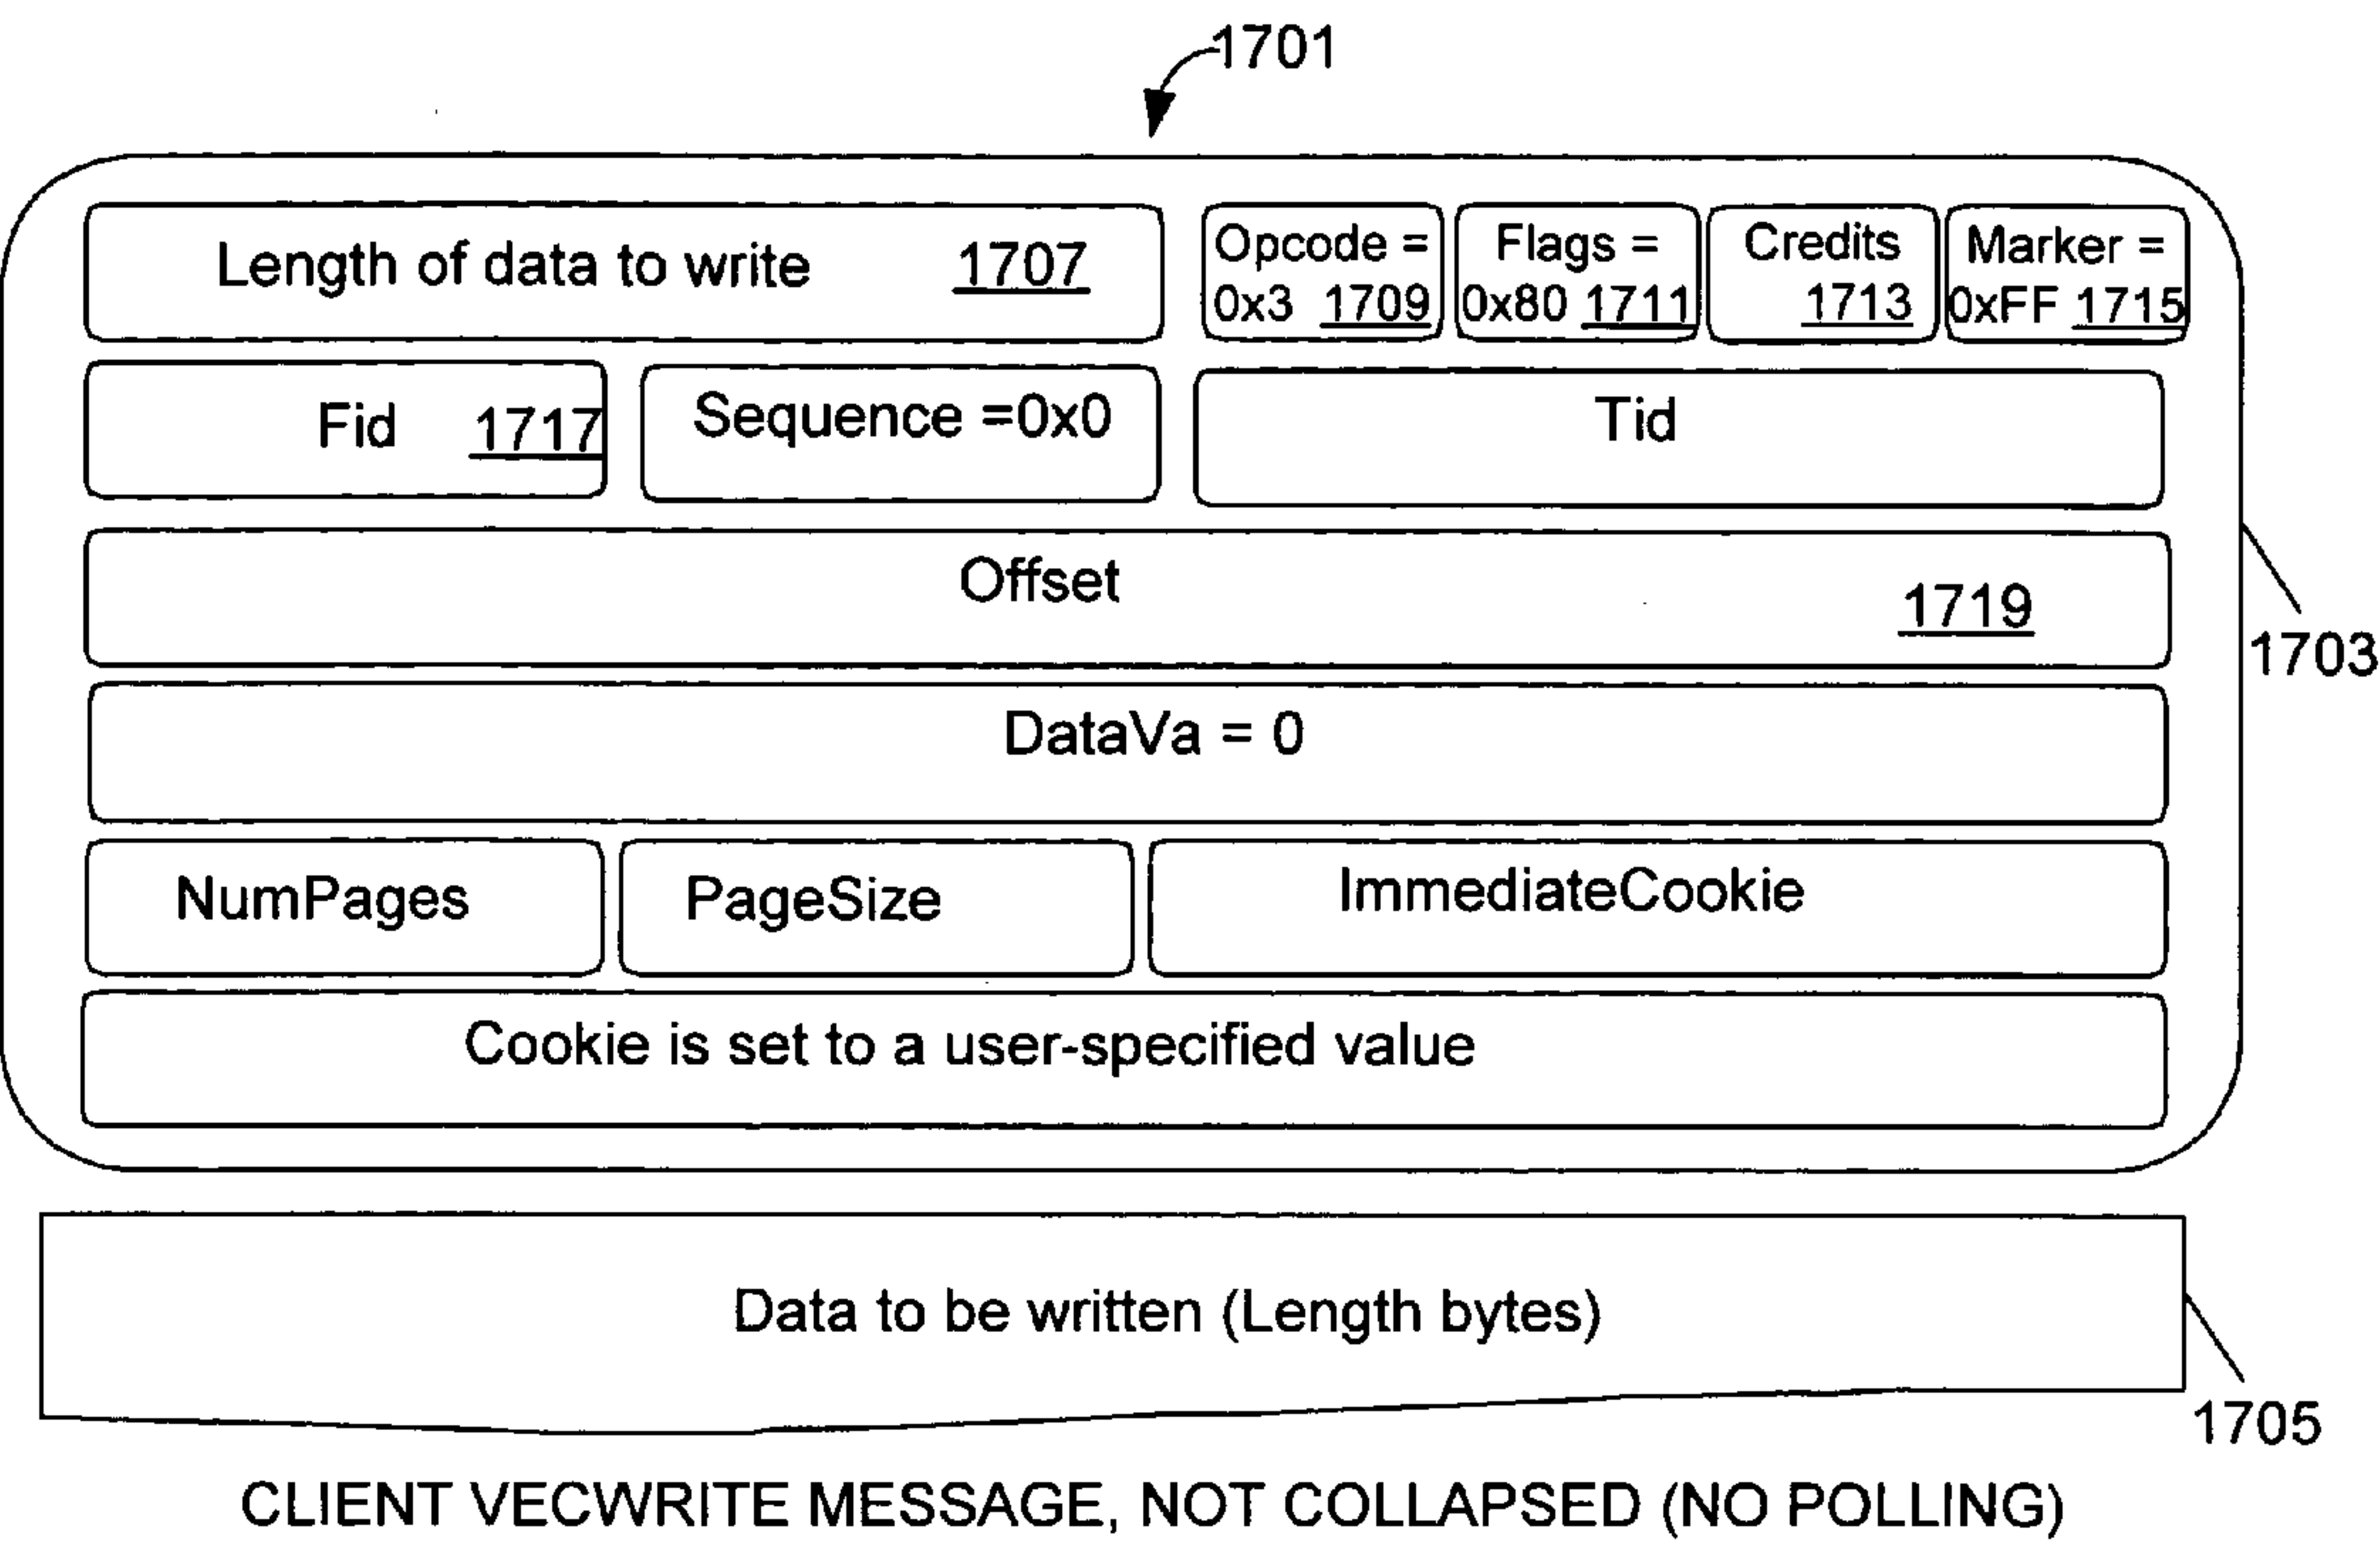 1701
Length of data to write 1707
Opcode =
0x3 1709
Flags =
0x80 1711
Credits
1713
Marker =
0xFF 1715
Fid 1717
Sequence =0x0
Tid
Offset
1719
1703
DataVa = 0
NumPages
PageSize
ImmediateCookie
Cookie is set to a user-specified value
Data to be written (Length bytes)
1705
CLIENT VECWRITE MESSAGE, NOT COLLAPSED (NO POLLING)